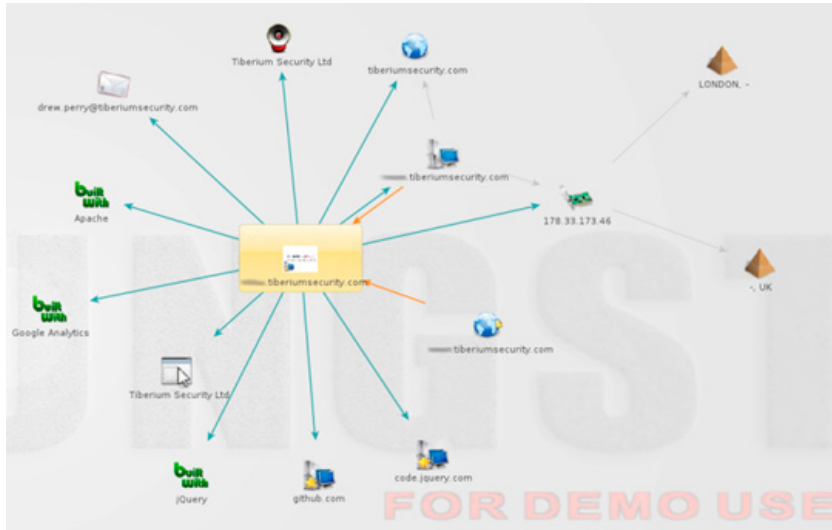 Tiberium Security Ltd
tiberiumsecurity.com
LONDON, -
drew.perry@tiberiumsecurity.com
.tiberiumsecurity.com
built with
Apache
178.33.173.46
.tiberiumsecurity.com
-, UK
built with
Google Analytics
tiberiumsecurity.com
Tiberium Security Ltd
built with
jQuery
github.com
code.jquery.com
FOR DEMO USE